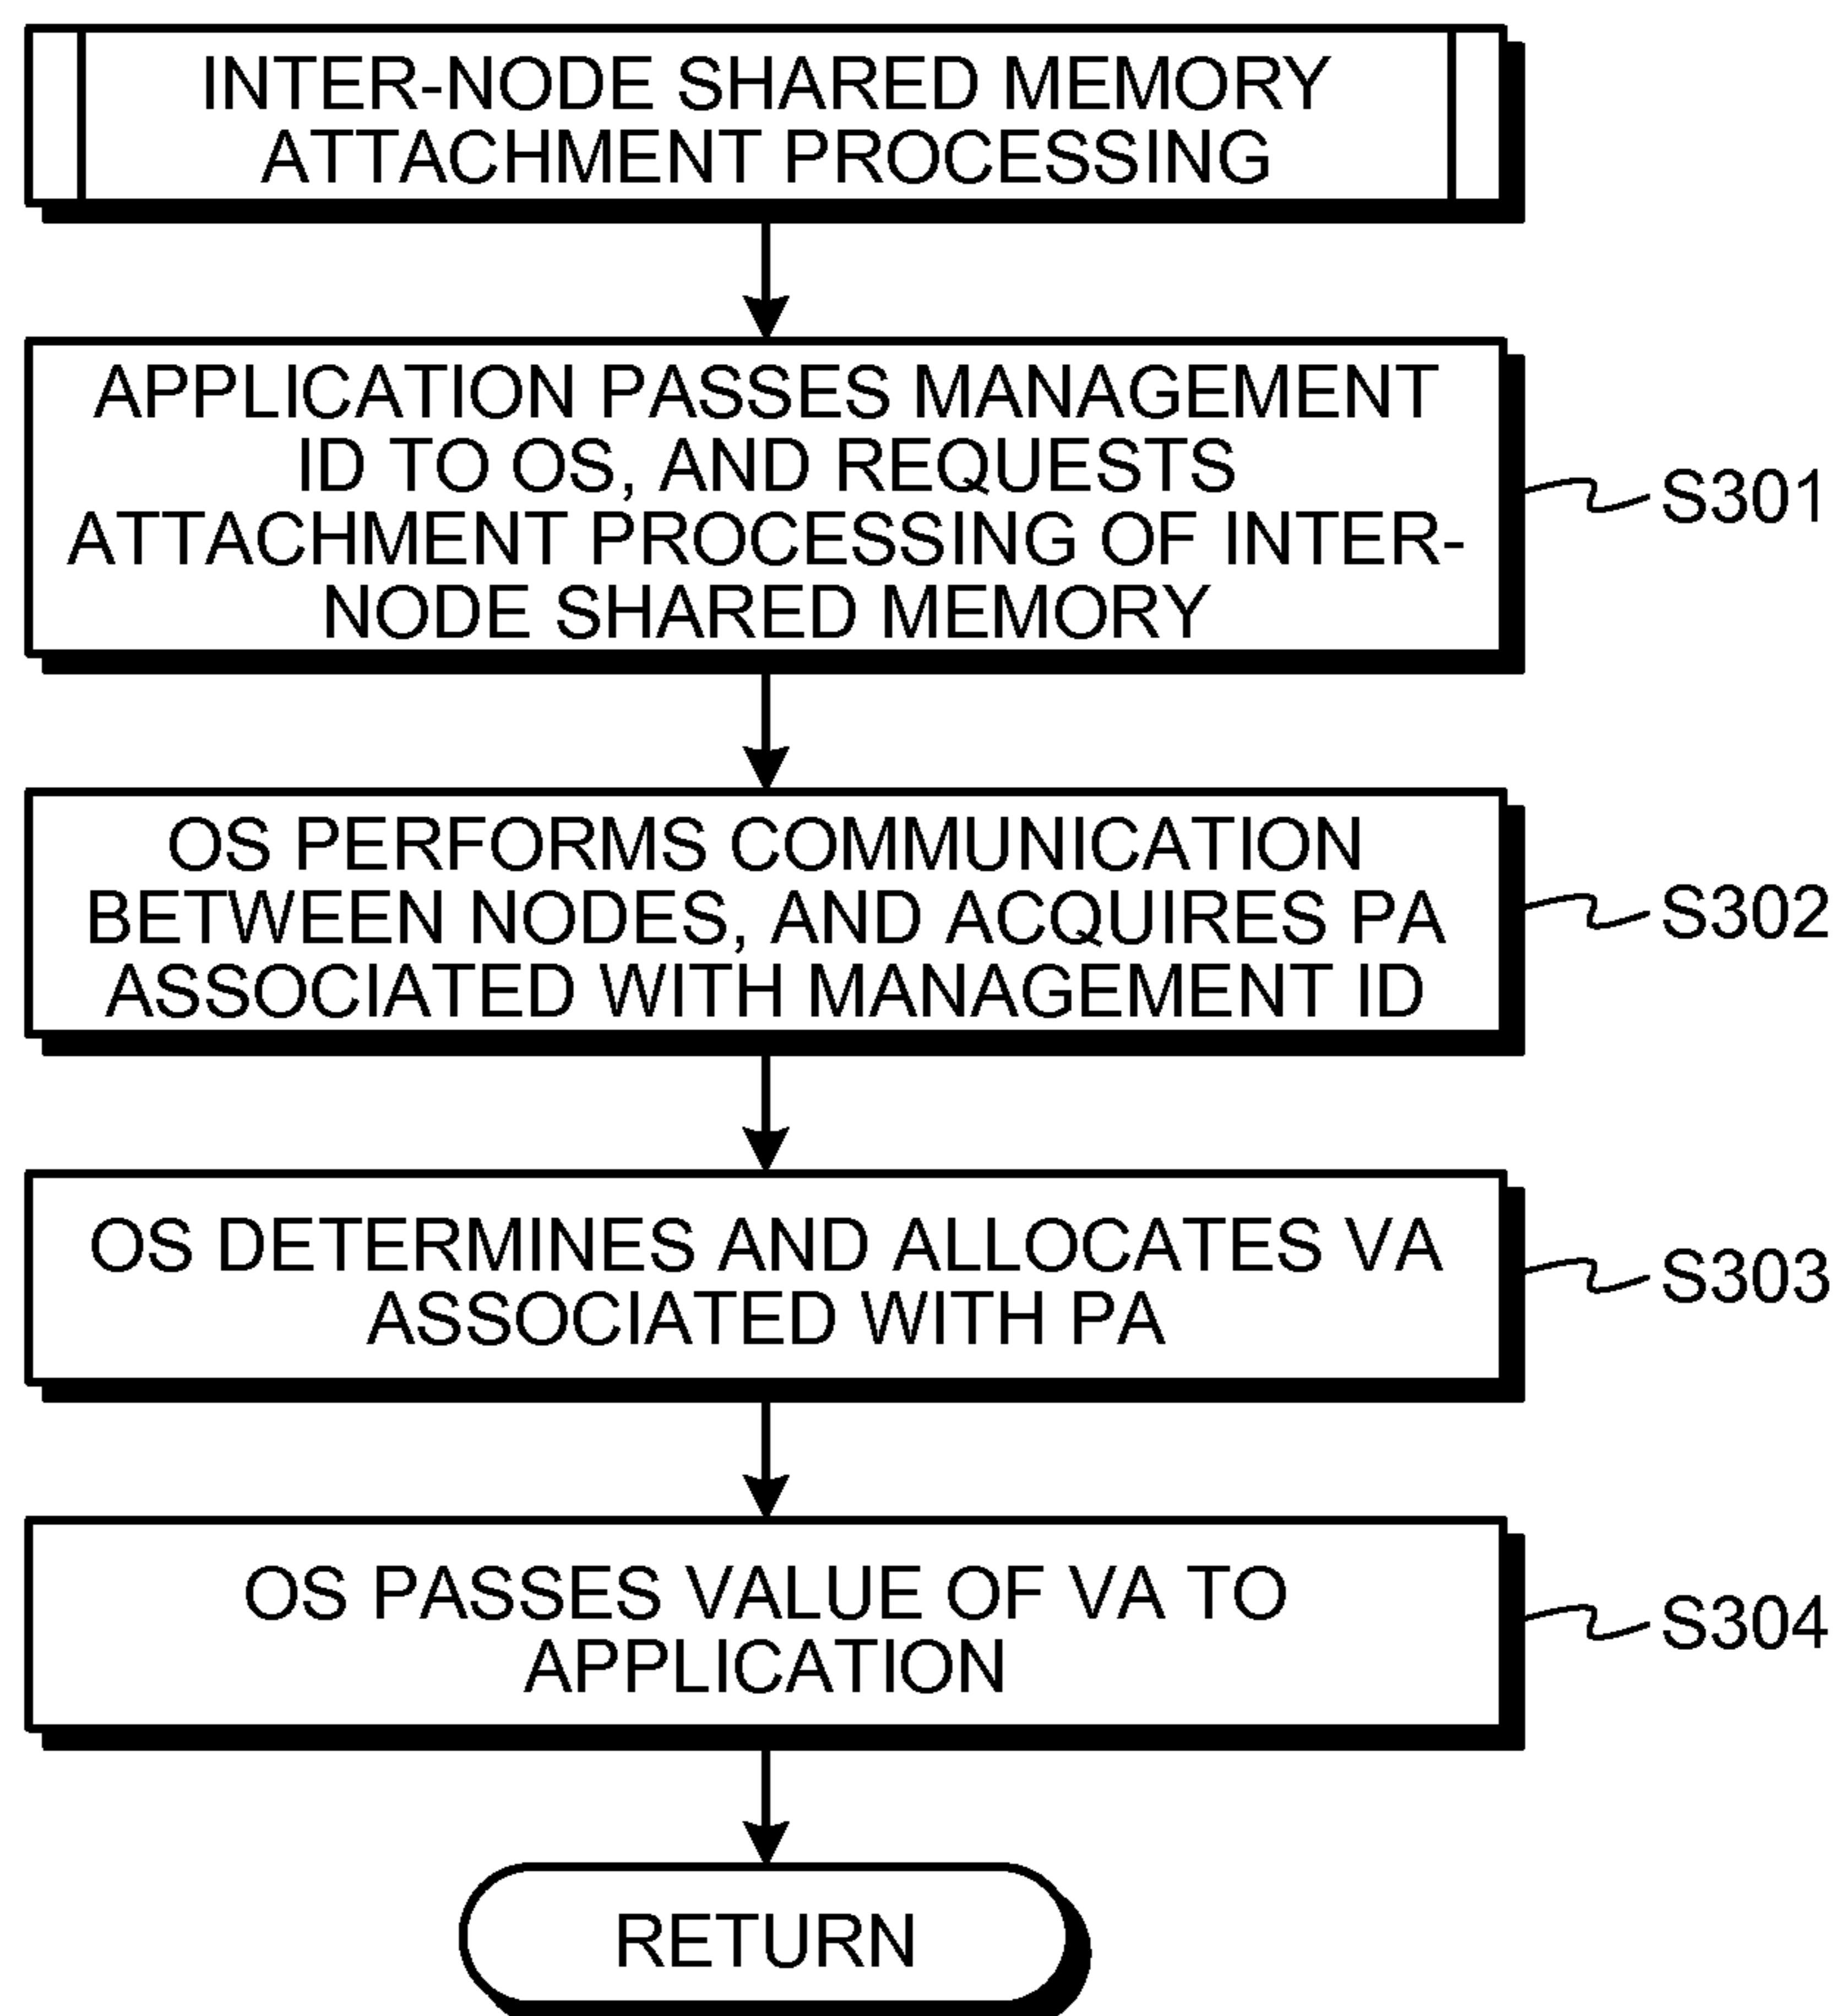 INTER-NODE SHARED MEMORY
ATTACHMENT PROCESSING
APPLICATION PASSES MANAGEMENT
ID TO OS, AND REQUESTS
ATTACHMENT PROCESSING OF INTER-
NODE SHARED MEMORY
S301
OS PERFORMS COMMUNICATION
BETWEEN NODES, AND ACQUIRES PA
ASSOCIATED WITH MANAGEMENT ID
S302
OS DETERMINES AND ALLOCATES VA
ASSOCIATED WITH PA
S303
OS PASSES VALUE OF VA TO
APPLICATION
S304
RETURN